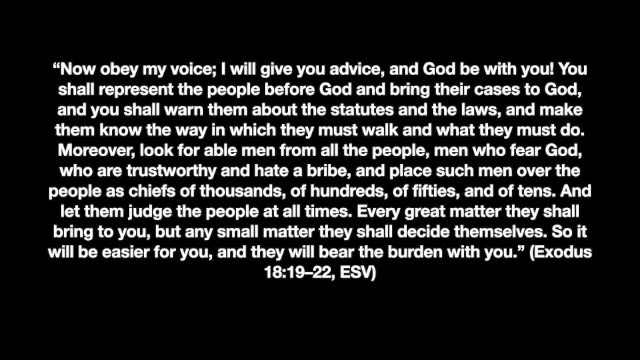 “Now obey my voice; I will give you advice, and God be with you! You
shall represent the people before God and bring their cases to God,
and you shall warn them about the statutes and the laws, and make
them know the way in which they must walk and what they must do.
Moreover, look for able men from all the people, men who fear God,
who are trustworthy and hate a bribe, and place such men over the
people as chiefs of thousands, of hundreds, of fifties, and of tens. And
let them judge the people at all times. Every great matter they shall
bring to you, but any small matter they shall decide themselves. So it
will be easier for you, and they will bear the burden with you.” (Exodus
18:19–22, ESV)